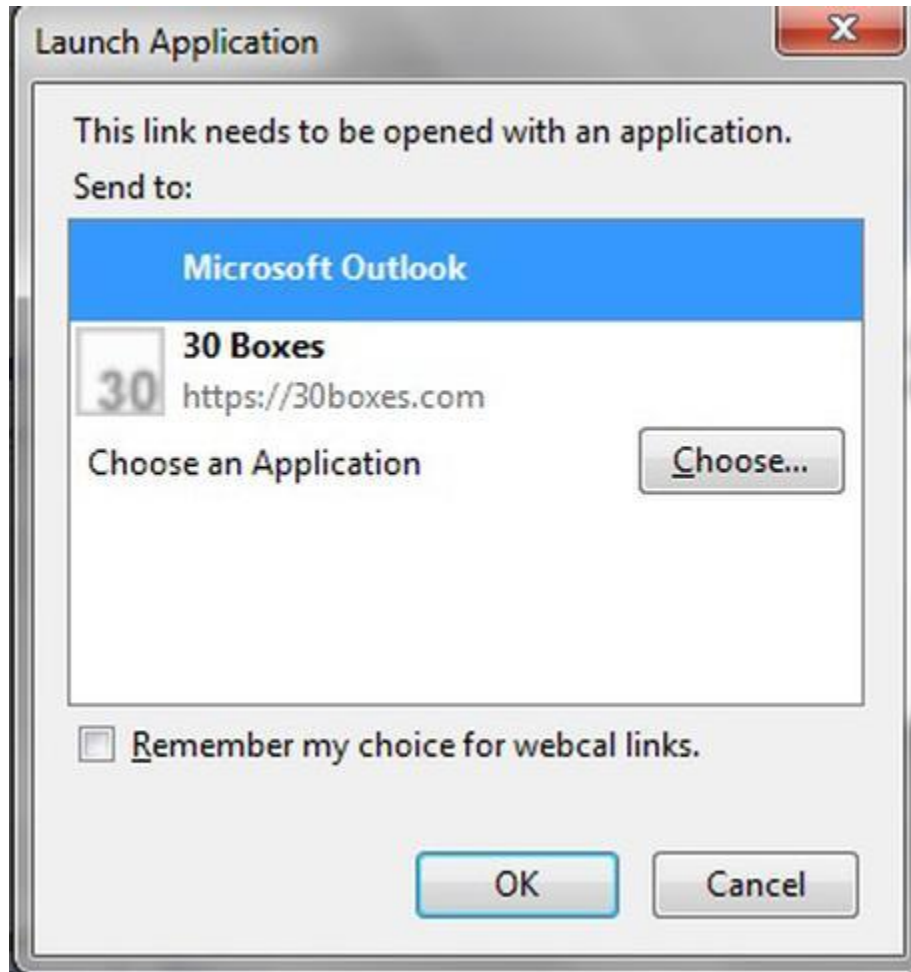 Launch Application
This link needs to be opened with an application.
Send to:
Microsoft Outlook
30
30 Boxes
https://30boxes.com
Choose an Application
Choose...
Remember my choice for webcal links.
OK
Cancel